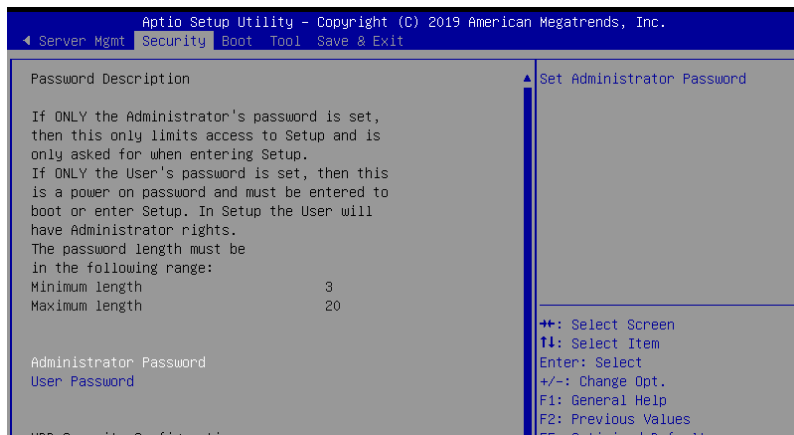 Aptio Setup Utility – Copyright (C) 2019 American Megatrends, Inc.
Server Mgmt Security Boot Tool Save & Exit
Password Description
If ONLY the Administrator's password is set,
then this only limits access to Setup and is
only asked for when entering Setup.
If ONLY the User's password is set, then this
is a power on password and must be entered to
boot or enter Setup. In Setup the User will
have Administrator rights.
The password length must be
in the following range:
Minimum length 3
Maximum length 20
Administrator Password
User Password
Set Administrator Password
: Select Screen
↑↓: Select Item
Enter: Select
+/-: Change Opt.
F1: General Help
F2: Previous Values